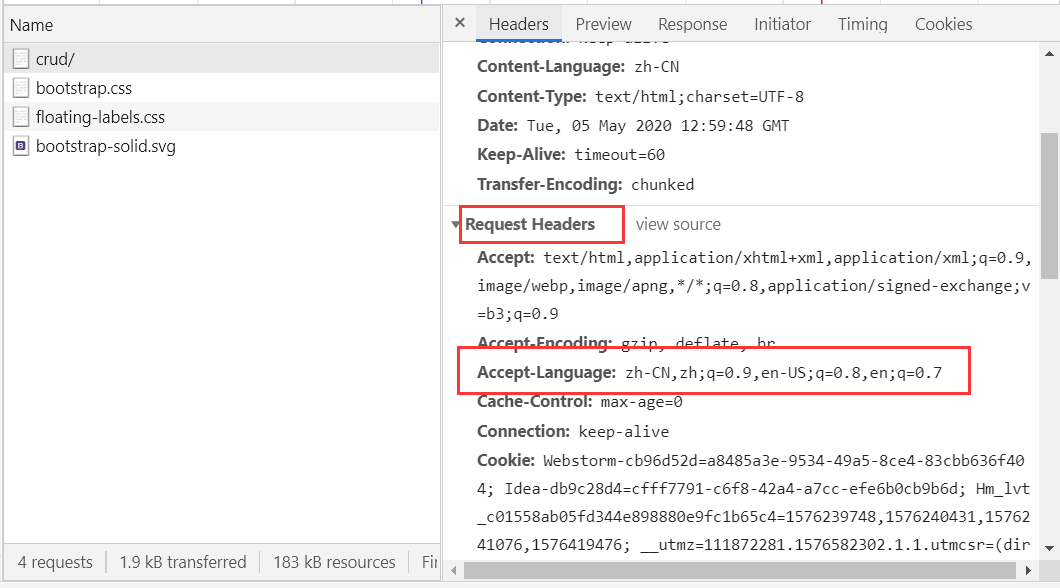 Name
crud/
bootstrap.css
floating-labels.css
bootstrap-solid.svg
4 requests
1.9 kB transferred
183 kB resources
Headers
Preview
Response
Initiator
Timing
Cookies
Content-Language: zh-CN
Content-Type: text/html;charset=UTF-8
Date: Tue, 05 May 2020 12:59:48 GMT
Keep-Alive: timeout=60
Transfer-Encoding: chunked
Request Headers view source
Accept: text/html,application/xhtml+xml,application/xml;q=0.9,
image/webp,image/apng,*/*;q=0.8,application/signed-exchange;v
=b3;q=0.9
Accept-Encoding: gzip, deflate, br
Accept-Language: zh-CN,zh;q=0.9,en-US;q=0.8,en;q=0.7
Cache-Control: max-age=0
Connection: keep-alive
Cookie: Webstorm-cb96d52d=a8485a3e-9534-49a5-8ce4-83cbb636f40
4; Idea-db9c28d4=cfff7791-c6f8-42a4-a7cc-efe6b0cb9b6d; Hm_lvt
_c01558ab05fd344e898880e9fc1b65c4=1576239748,1576240431,15762
41076,1576419476; __utmz=111872281.1576582302.1.1.utmcsr=(dir